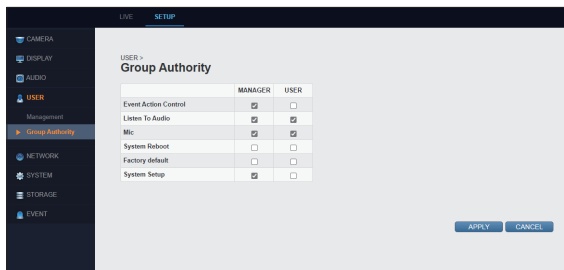 LIVE SETUP
CAMERA
DISPLAY
AUDIO
USER
Management
Group Authority
NETWORK
SYSTEM
STORAGE
EVENT
USER >
Group Authority
MANAGER USER
Event Action Control
Listen To Audio
Mic
System Reboot
Factory default
System Setup
APPLY CANCEL